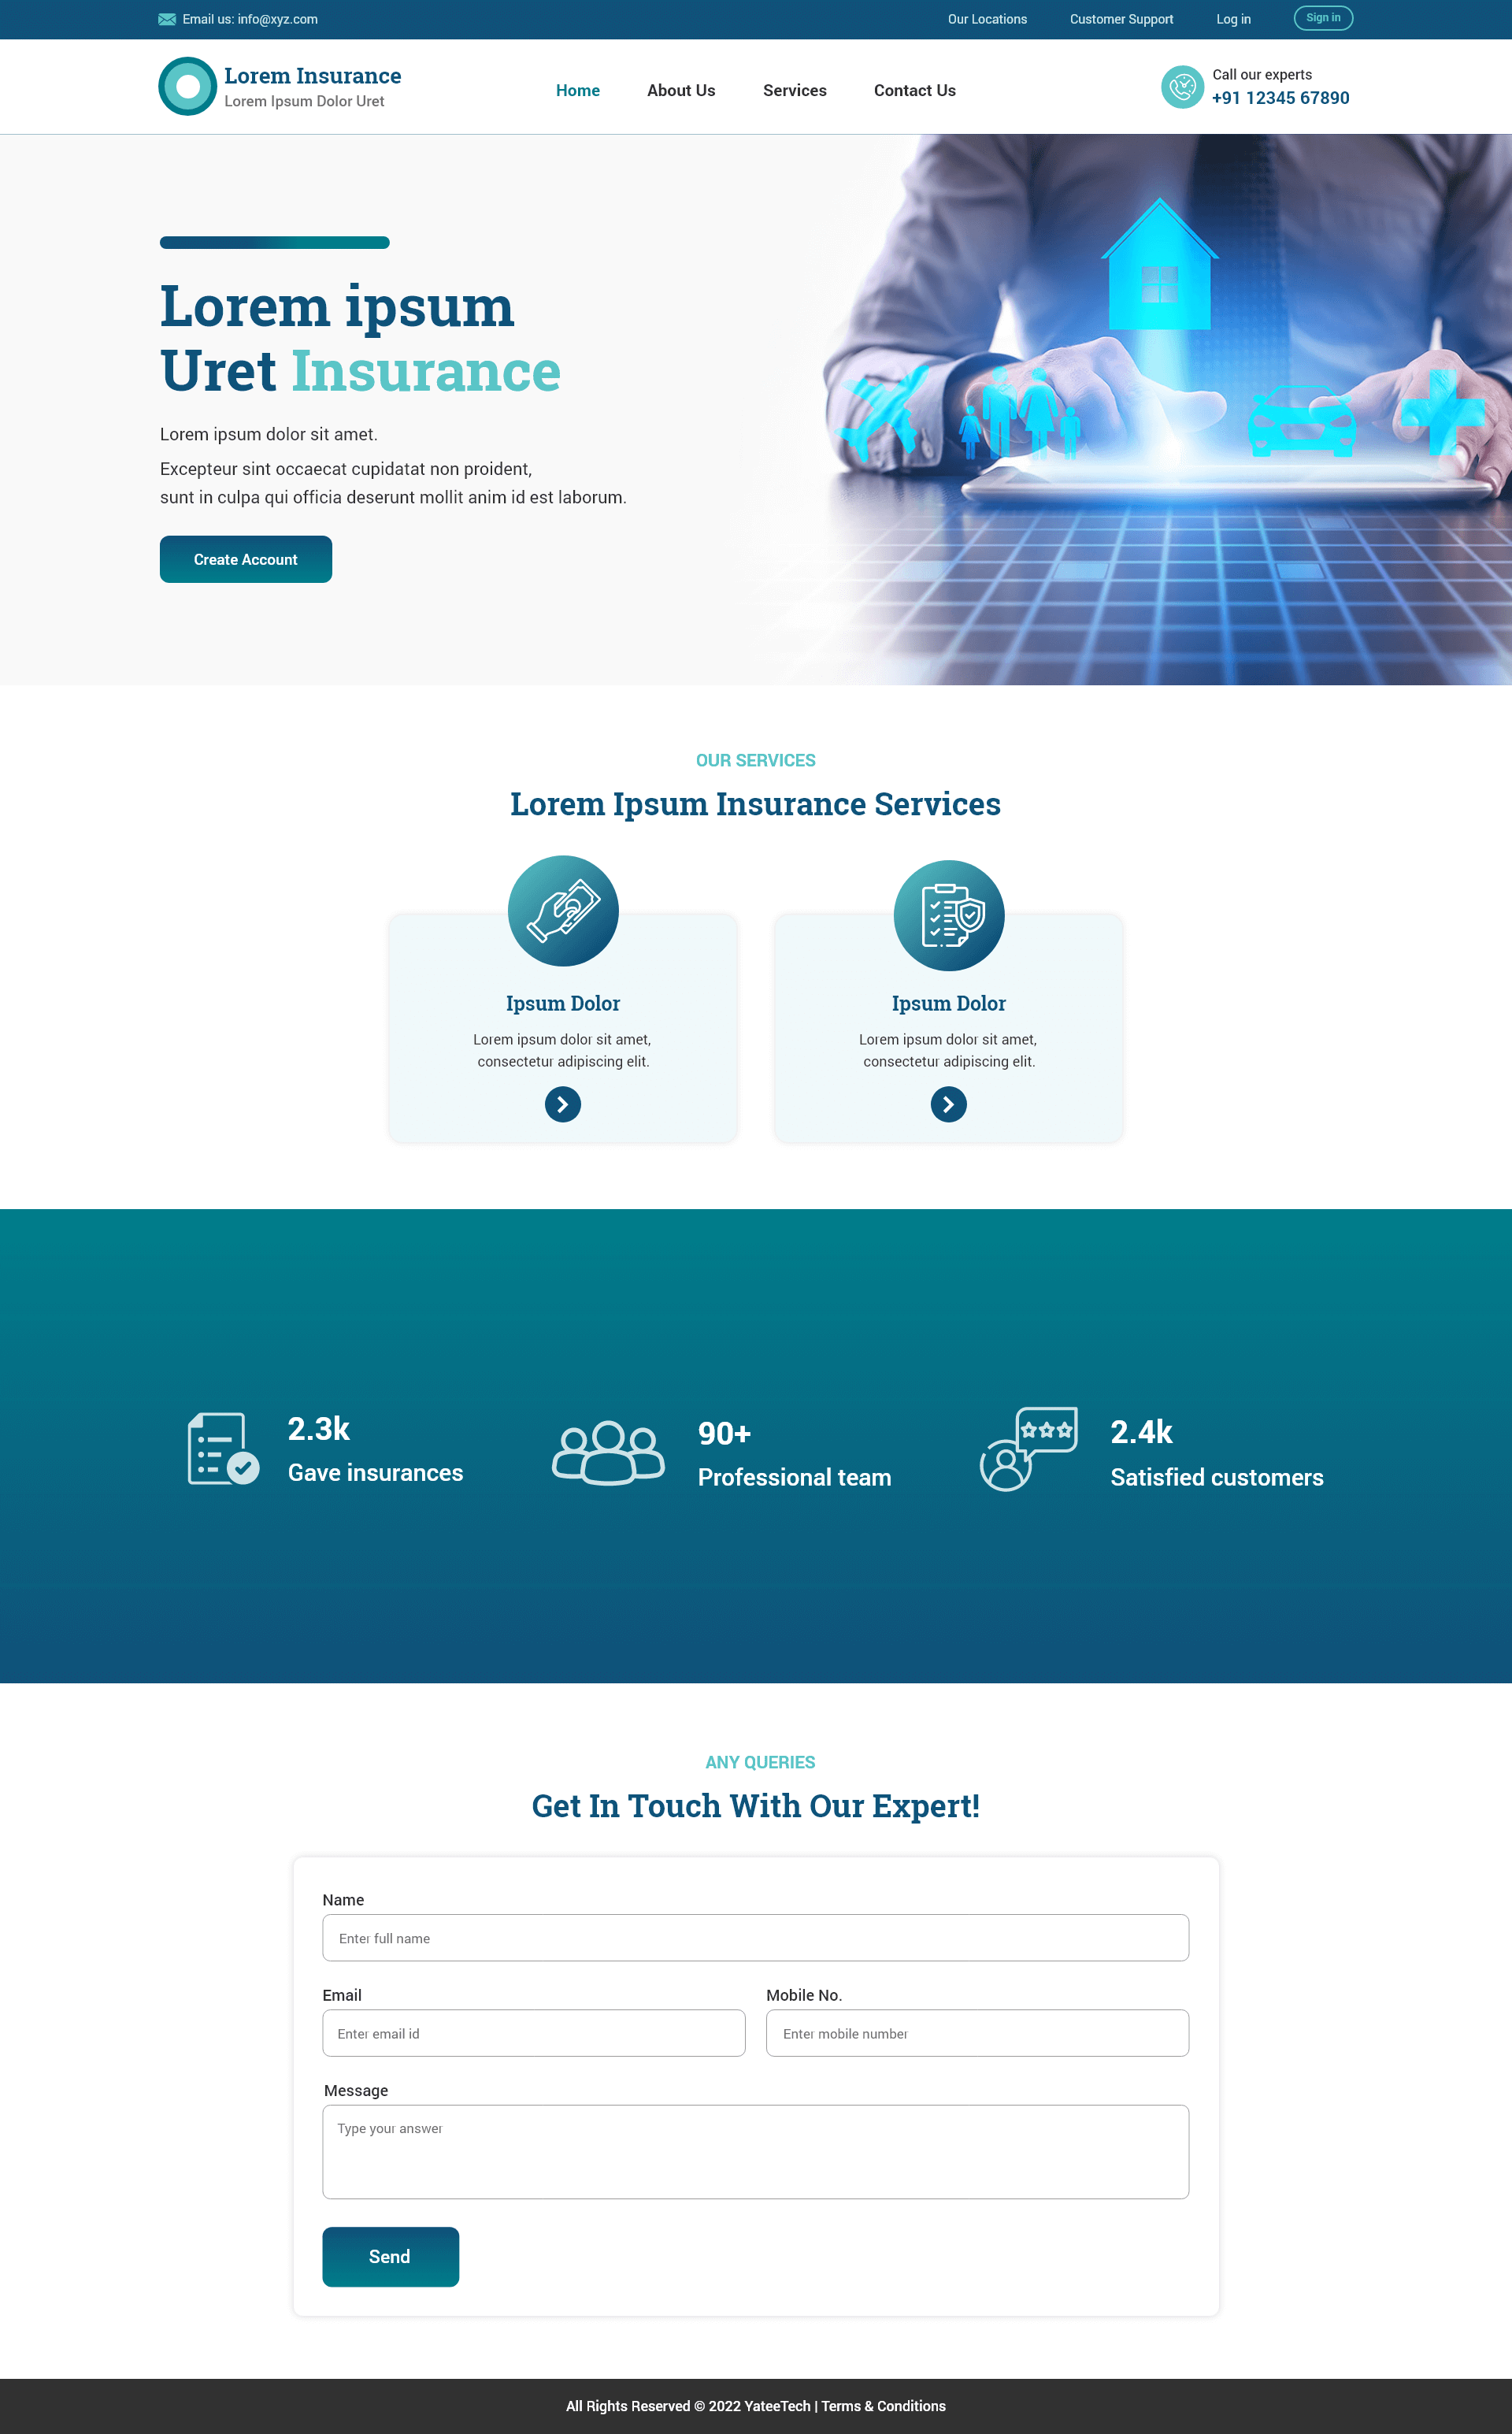 Email us: info@xyz.com
Our Locations
Customer Support
Log in
Sign in
Lorem Insurance
Lorem Ipsum Dolor Uret
Home
About Us
Services
Contact Us
Call our experts
+91 12345 67890
Lorem ipsum
Uret Insurance
Lorem ipsum dolor sit amet.
Excepteur sint occaecat cupidatat non proident,
sunt in culpa qui officia deserunt mollit anim id est laborum.
Create Account
OUR SERVICES
Lorem Ipsum Insurance Services
Ipsum Dolor
Lorem ipsum dolor sit amet,
consectetur adipiscing elit.
Ipsum Dolor
Lorem ipsum dolor sit amet,
consectetur adipiscing elit.
2.3k
Gave insurances
90+
Professional team
2.4k
Satisfied customers
ANY QUERIES
Get In Touch With Our Expert!
Name
Enter full name
Email
Enter email id
Mobile No.
Enter mobile number
Message
Type your answer
Send
All Rights Reserved © 2022 YateeTech | Terms & Conditions